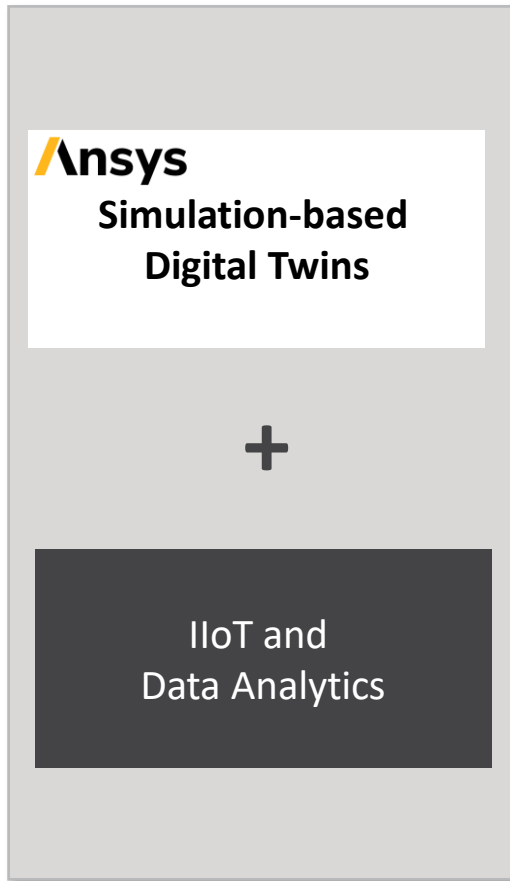 Ansys
Simulation-based
Digital Twins
+
IIoT and
Data Analytics